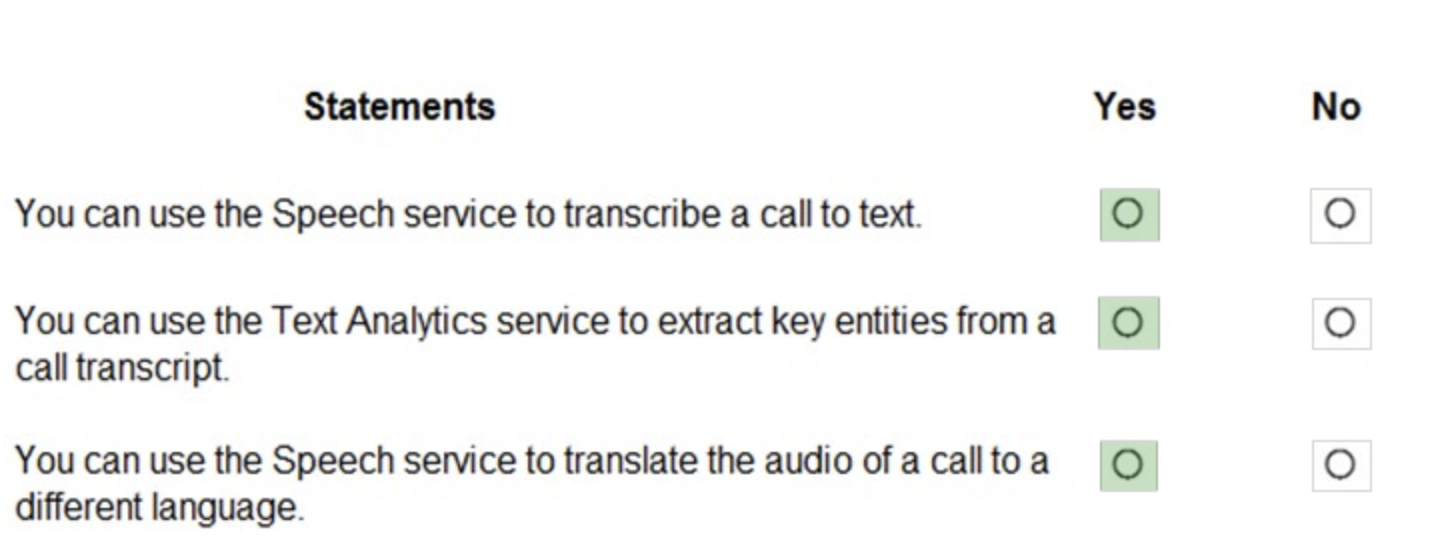 Statements Yes No
You can use the Speech service to transcribe a call to text.
You can use the Text Analytics service to extract key entities from a
call transcript.
You can use the Speech service to translate the audio of a call to a
different language.